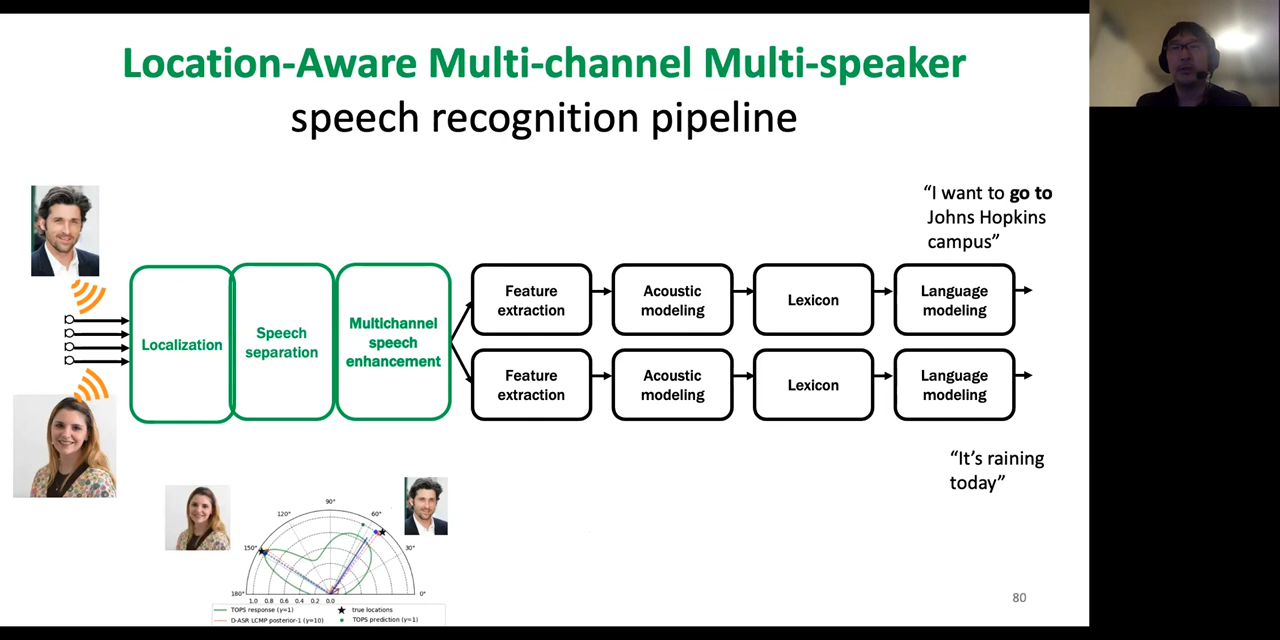 Location-Aware Multi-channel Multi-speaker
speech recognition pipeline
“I want to go to
Johns Hopkins
campus”
Localization
Speech
separation
Multichannel
speech
enhancement
Feature
extraction
Acoustic
modeling
Lexicon
Language
modeling
Feature
extraction
Acoustic
modeling
Lexicon
Language
modeling
“It’s raining
today”
90°
120°
60°
150°
30°
180°
0°
1.0 0.8 0.6 0.4 0.2 0.0
TOPS response (γ=1)
true locations
D-ASR LCMP posterior-1 (γ=10)
TOPS prediction (γ=1)
80